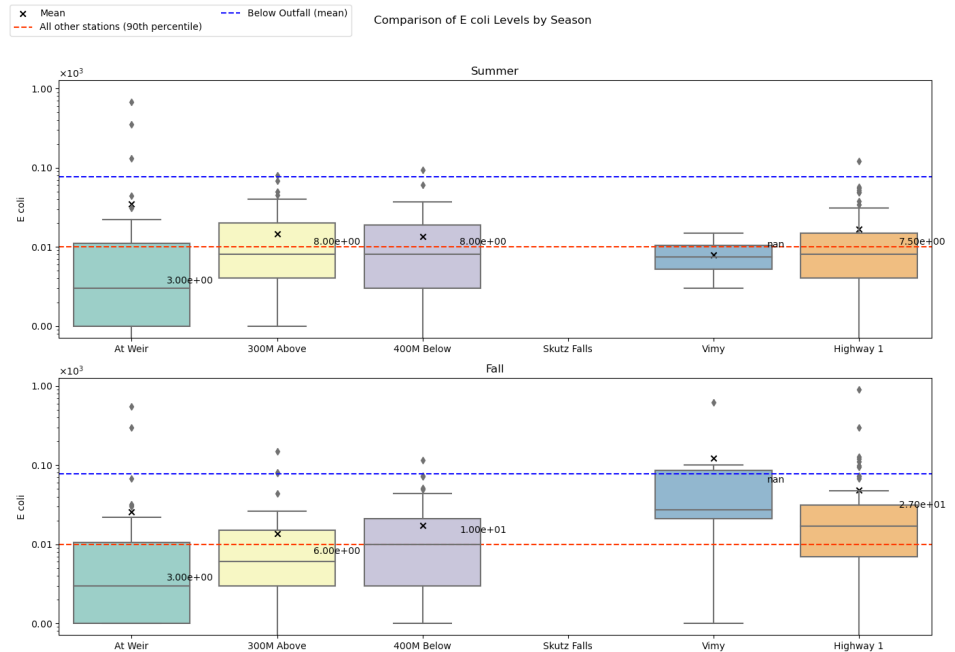 Mean
All other stations (90th percentile)
Below Outfall (mean)
Comparison of E coli Levels by Season
×10³
Summer
1.00
0.10
0.01
0.00
E coli
3.00e+00
8.00e+00
8.00e+00
nan
7.50e+00
At Weir
300M Above
400M Below
Skutz Falls
Vimy
Highway 1
×10³
Fall
1.00
0.10
0.01
0.00
E coli
3.00e+00
6.00e+00
1.00e+01
nan
2.70e+01
At Weir
300M Above
400M Below
Skutz Falls
Vimy
Highway 1